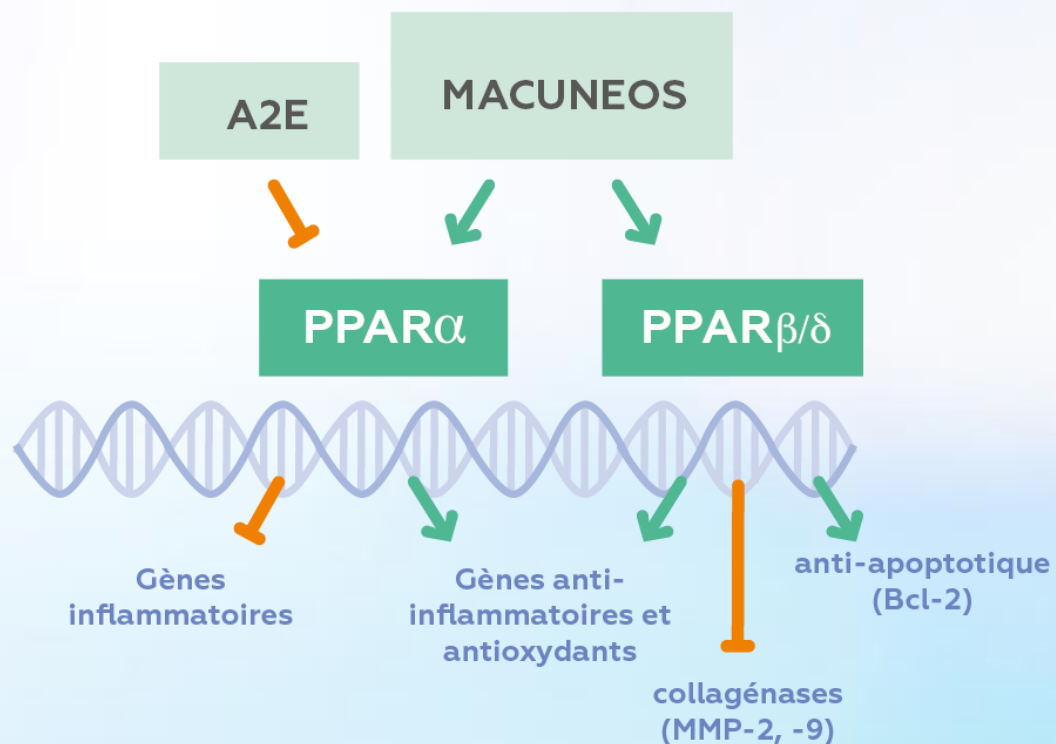 A2E
MACUNEOS
PPARα
PPARβ/δ
Gènes
inflammatoires
Gènes anti-
inflammatoires et
antioxydants
anti-apoptotique
(Bcl-2)
collagénases
(MMP-2, -9)